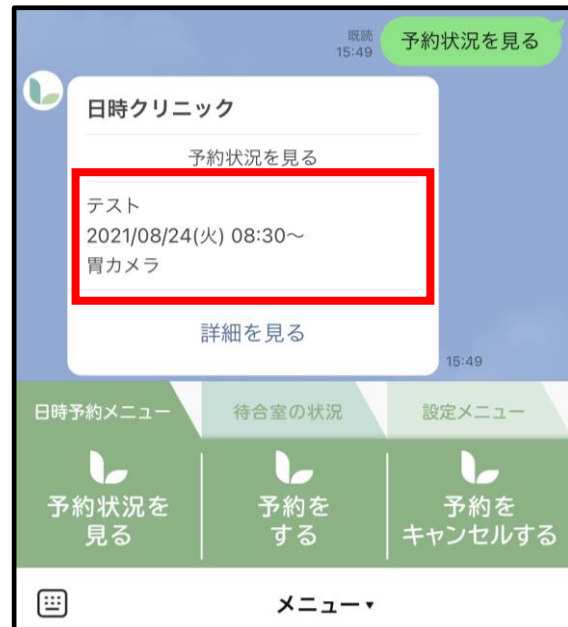 既読
15:49
予約状況を見る
日時クリニック
予約状況を見る
テスト
2021/08/24(火) 08:30〜
胃カメラ
詳細を見る
15:49
日時予約メニュー
待合室の状況
設定メニュー
予約状況を
見る
予約を
する
予約を
キャンセルする
メニュー▾